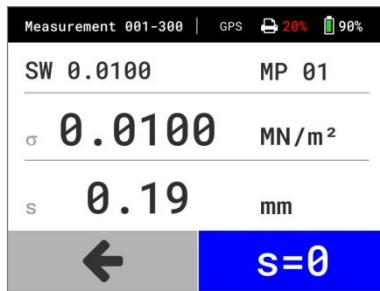 Measurement 001-300 | GPS 20% 90%
SW 0.0100 MP 01
σ 0.0100 MN/m²
s 0.19 mm
s=0